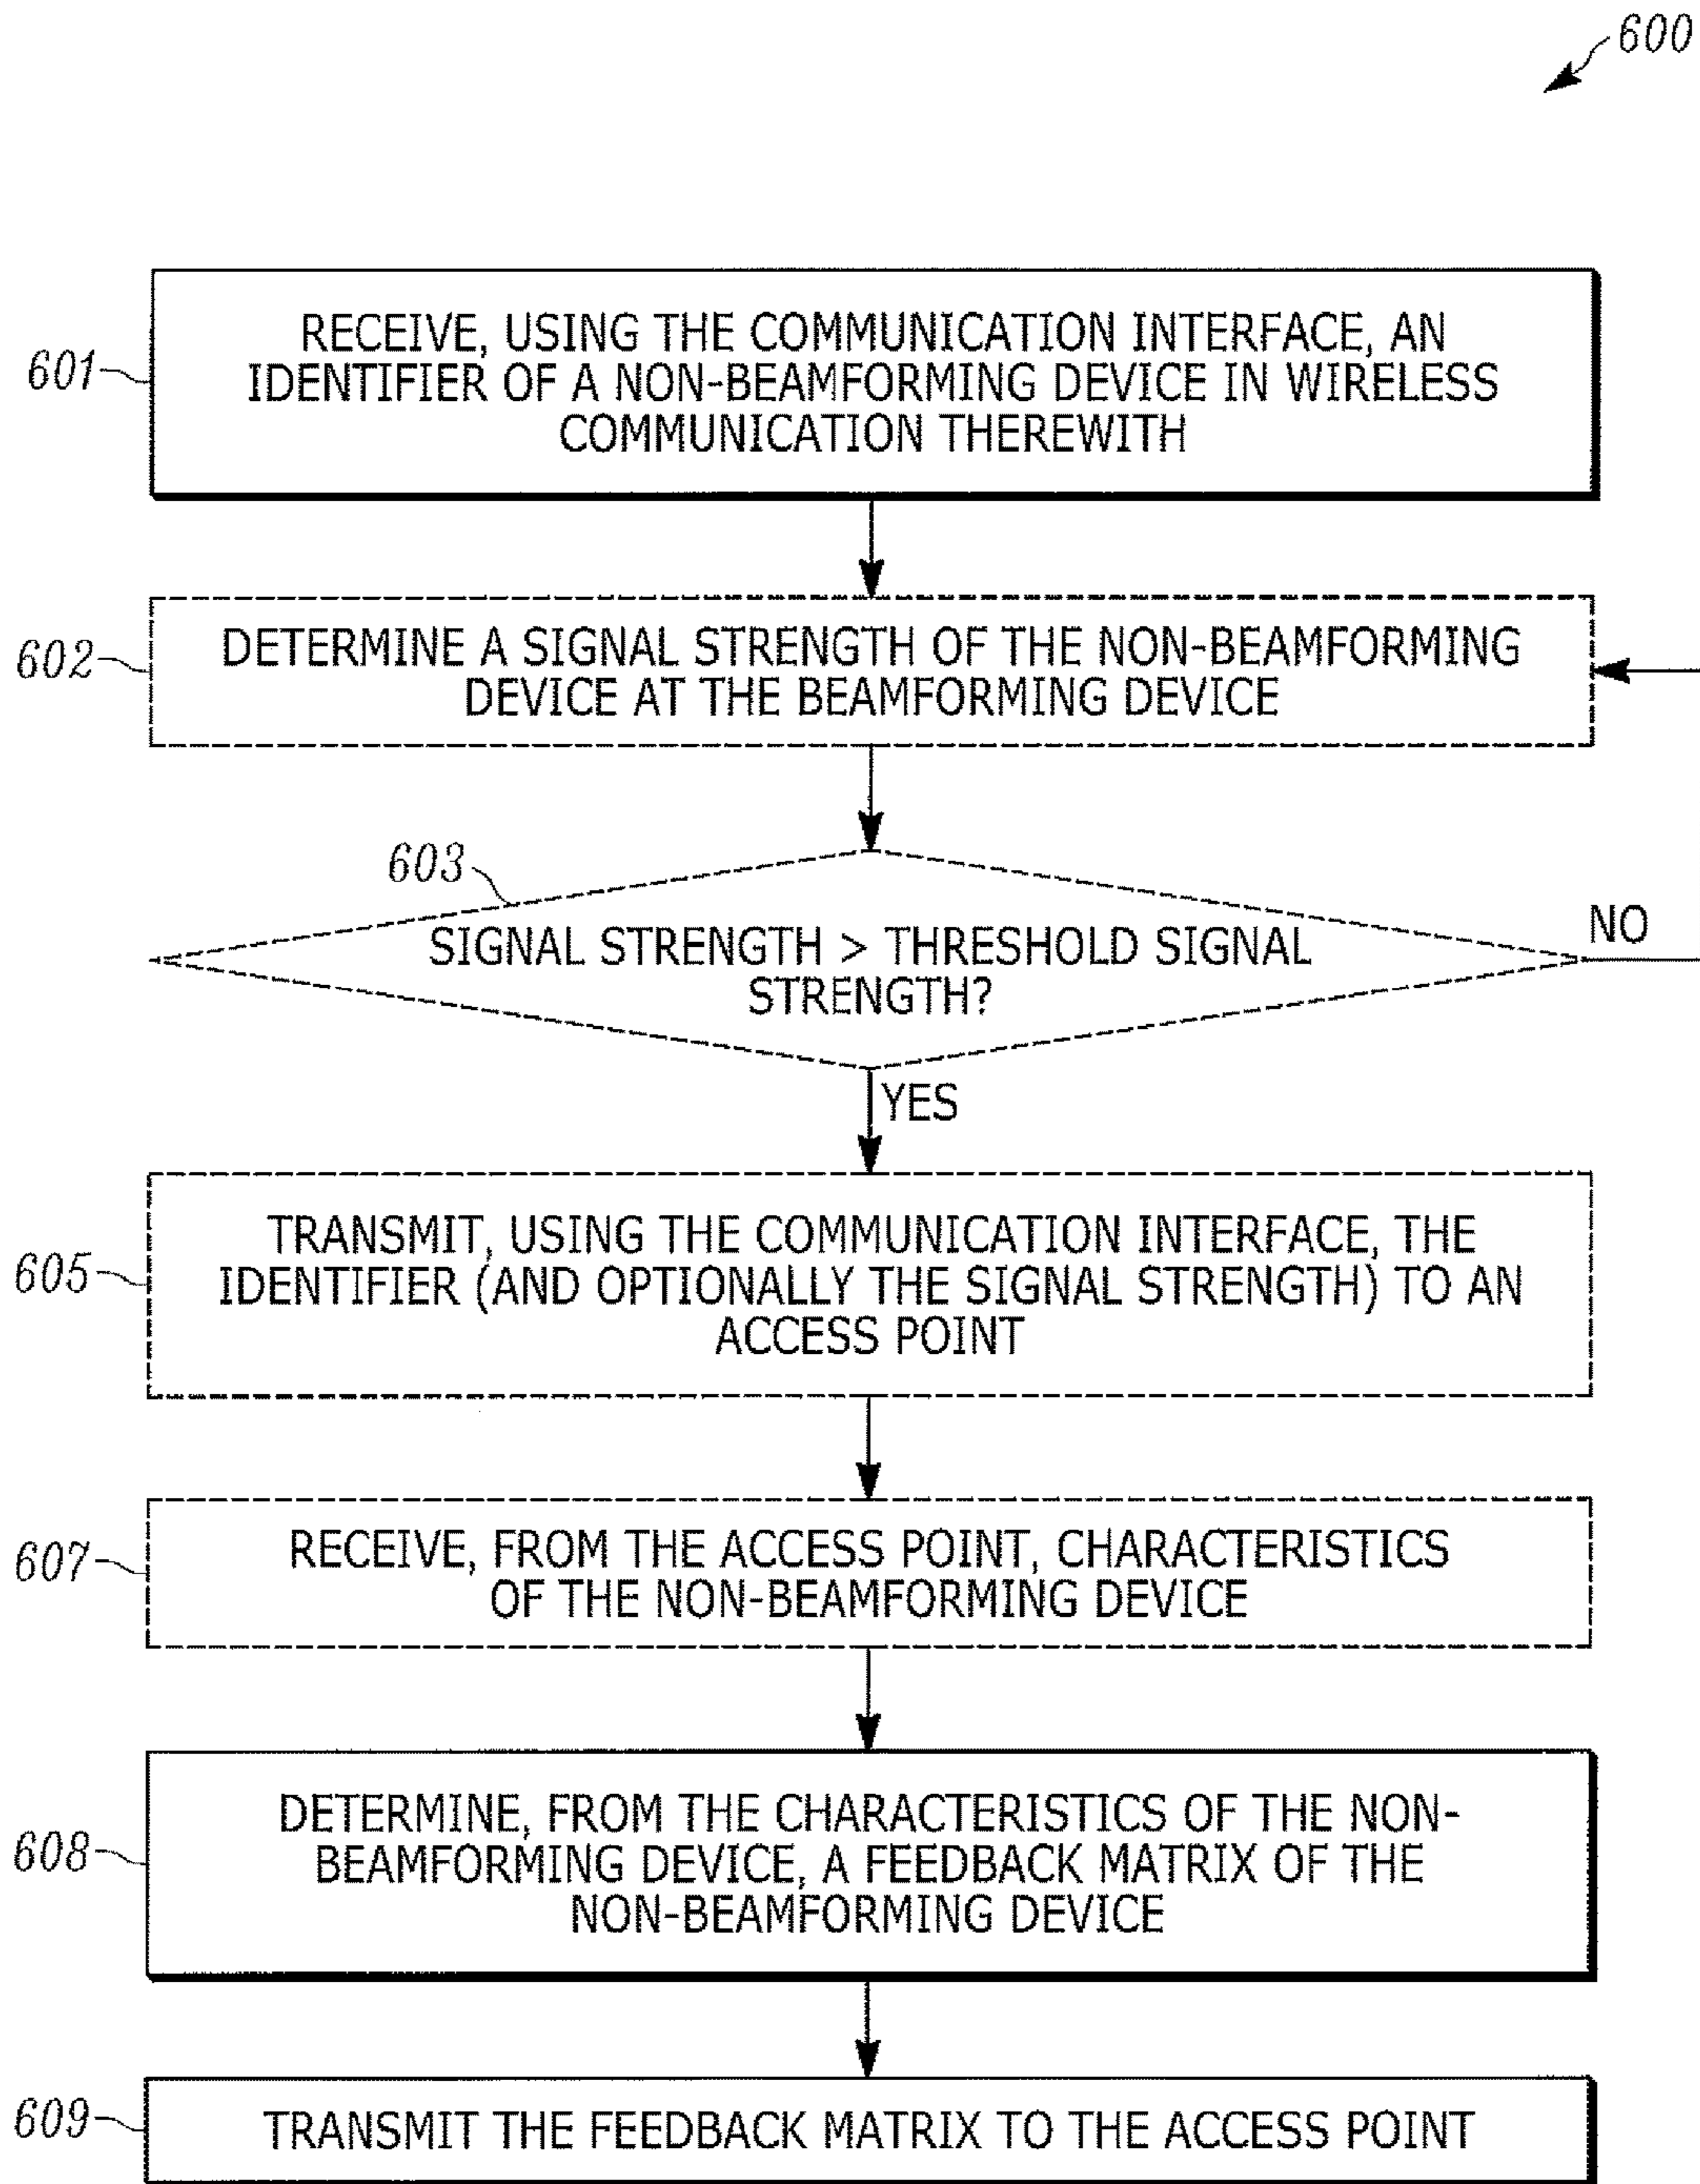 600
601
RECEIVE, USING THE COMMUNICATION INTERFACE, AN
IDENTIFIER OF A NON-BEAMFORMING DEVICE IN WIRELESS
COMMUNICATION THEREWITH
602
DETERMINE A SIGNAL STRENGTH OF THE NON-BEAMFORMING
DEVICE AT THE BEAMFORMING DEVICE
603
SIGNAL STRENGTH > THRESHOLD SIGNAL
STRENGTH?
NO
YES
605
TRANSMIT, USING THE COMMUNICATION INTERFACE, THE
IDENTIFIER (AND OPTIONALLY THE SIGNAL STRENGTH) TO AN
ACCESS POINT
607
RECEIVE, FROM THE ACCESS POINT, CHARACTERISTICS
OF THE NON-BEAMFORMING DEVICE
608
DETERMINE, FROM THE CHARACTERISTICS OF THE NON-
BEAMFORMING DEVICE, A FEEDBACK MATRIX OF THE
NON-BEAMFORMING DEVICE
609
TRANSMIT THE FEEDBACK MATRIX TO THE ACCESS POINT